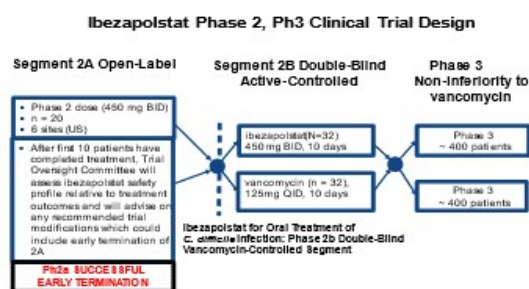 Ibezapolstat Phase 2, Ph3 Clinical Trial Design
Segment 2A Open-Label
Segment 2B Double-Blind
Active-Controlled
Phase 3
Non-inferiority to
vancomycin
• Phase 2 dose (450 mg BID)
• n = 20
• 6 sites (US)
• After first 10 patients have
completed treatment, Trial
Oversight Committee will
assess ibezapolstat safety
profile relative to treatment
outcomes and will advise on
any recommended trial
modifications which could
include early termination of
2A
Ph2a SUCCESSFUL
EARLY TERMINATION
ibezapolstat(N=32)
450mg BID, 10 days
vancomycin (n = 32),
125mg QID, 10 days
Ibezapolstat for Oral Treatment of
C. difficile Infection: Phase 2b Double-Blind
Vancomycin-Controlled Segment
Phase 3
~ 400 patients
Phase 3
~ 400 patients